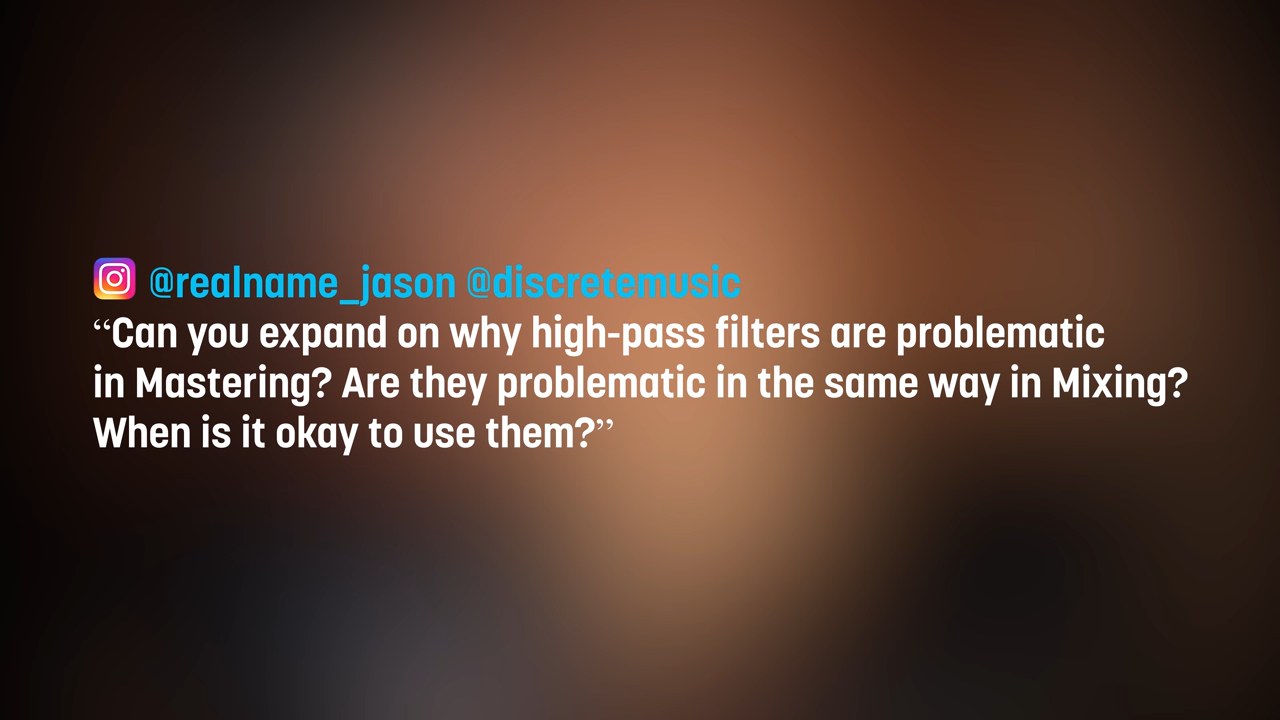 @realname_jason @discretemusic
“Can you expand on why high-pass filters are problematic
in Mastering? Are they problematic in the same way in Mixing?
When is it okay to use them?”